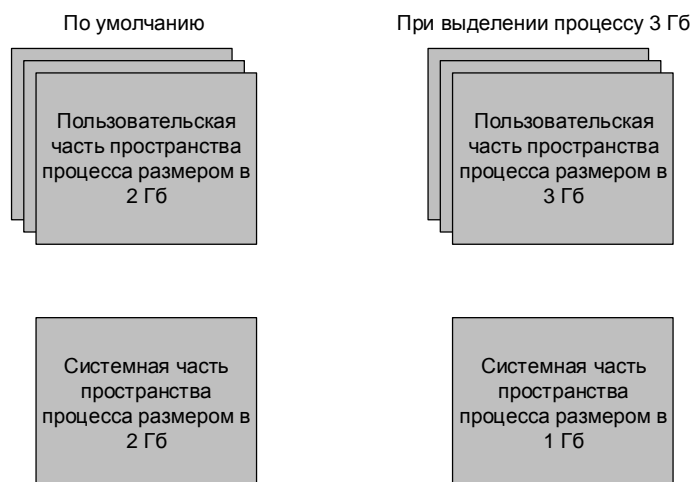 По умолчанию
При выделении процессу 3 Гб
Пользовательская
часть пространства
процесса размером в
2 Гб
Пользовательская
часть пространства
процесса размером в
3 Гб
Системная часть
пространства
процесса размером в
2 Гб
Системная часть
пространства
процесса размером в
1 Гб